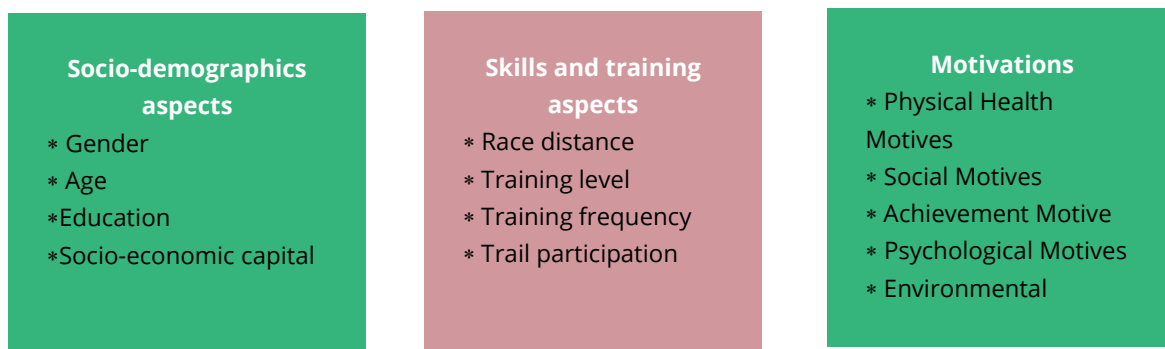 Socio-demographics
aspects
* Gender
* Age
*Education
*Socio-economic capital
Skills and training
aspects
* Race distance
* Training level
* Training frequency
* Trail participation
Motivations
* Physical Health
Motives
* Social Motives
* Achievement Motive
* Psychological Motives
* Environmental